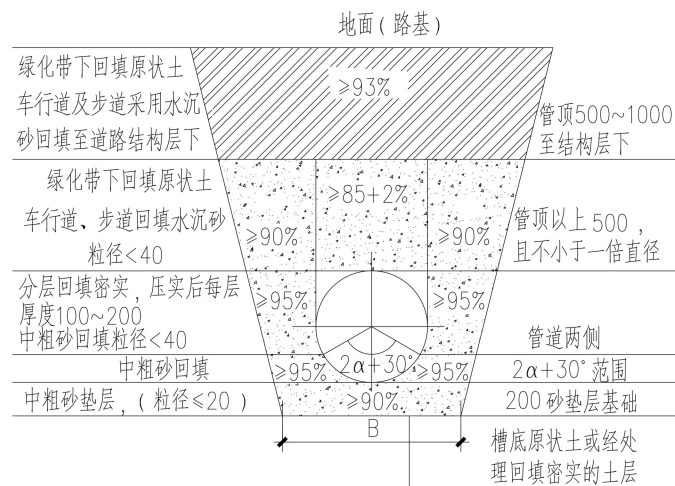 地面(路基)
绿化带下回填原状土
车行道及步道采用水沉
砂回填至道路结构层下
≥93%
管顶500~1000
至结构层下
绿化带下回填原状土
车行道、步道回填水沉砂
粒径<40
≥85+2%
≥90%
≥90%
管顶以上500,
且不小于一倍直径
分层回填密实,压实后每层
厚度100~200
中粗砂回填粒径<40
≥95%
≥95%
管道两侧
中粗砂回填
≥95%
2α+30°
≥95%
2α+30°范围
中粗砂垫层,(粒径≤20)
≥90%
200砂垫层基础
B
槽底原状土或经处
理回填密实的土层